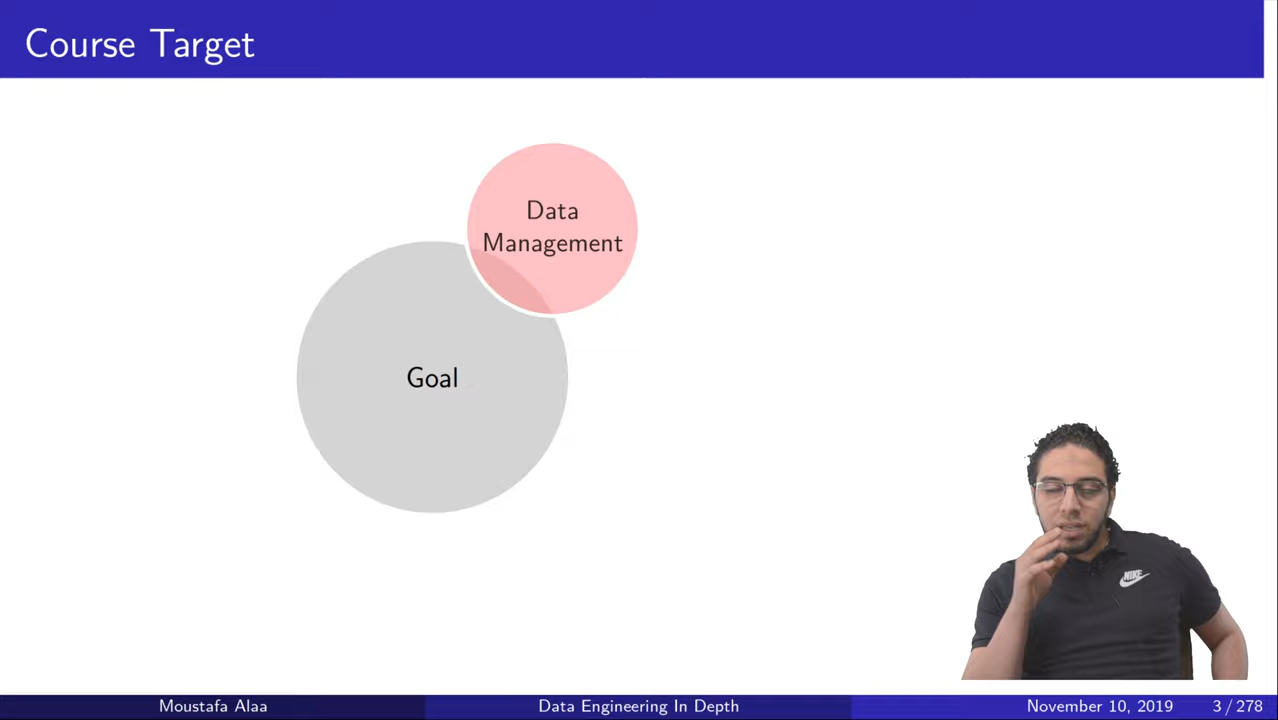 Course Target
Data
Management
Goal
NIKE
Moustafa Alaa
Data Engineering In Depth
November 10, 2019
3 / 278